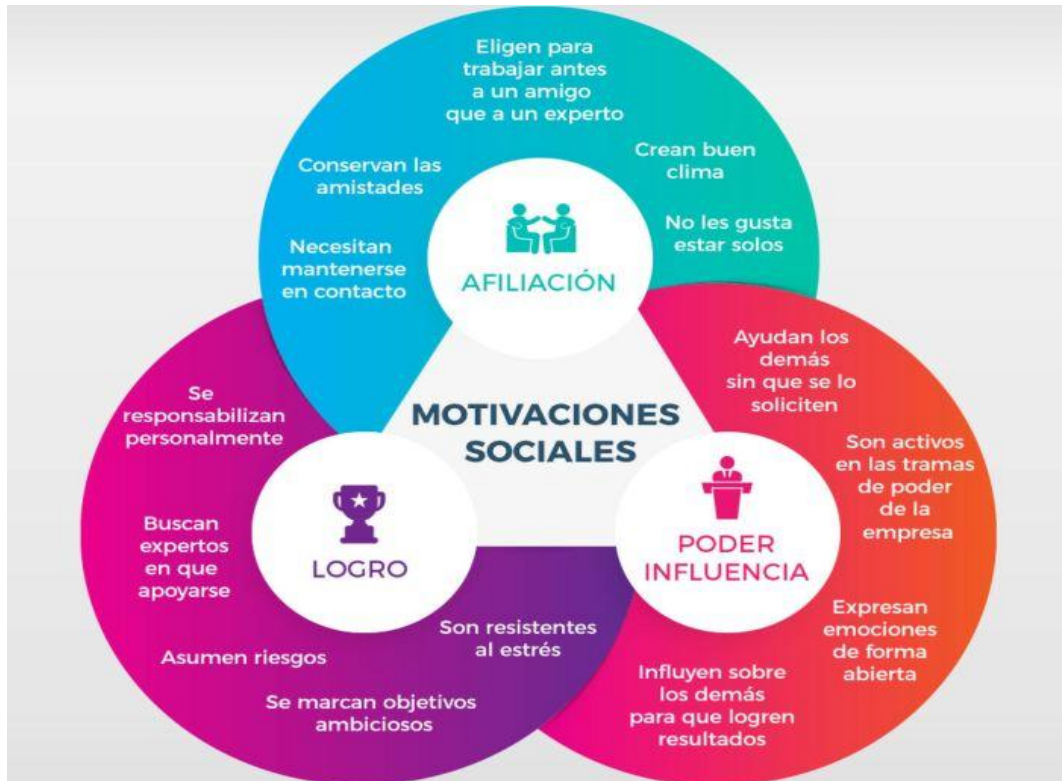 Eligen para
trabajar antes
a un amigo
que a un experto
Conservan las
amistades
Crean buen
clima
Necesitan
mantenerse
en contacto
No les gusta
estar solos
AFILIACIÓN
MOTIVACIONES
SOCIALES
Se
responsabilizan
personalmente
Buscan
expertos
en que
apoyarse
LOGRO
Asumen riesgos
Son resistentes
al estrés
Se marcan objetivos
ambiciosos
Ayudan los
demás
sin que se lo
soliciten
Son activos
en las tramas
de poder
de la
empresa
PODER
INFLUENCIA
Expresan
emociones
de forma
abierta
Influyen sobre
los demás
para que logren
resultados